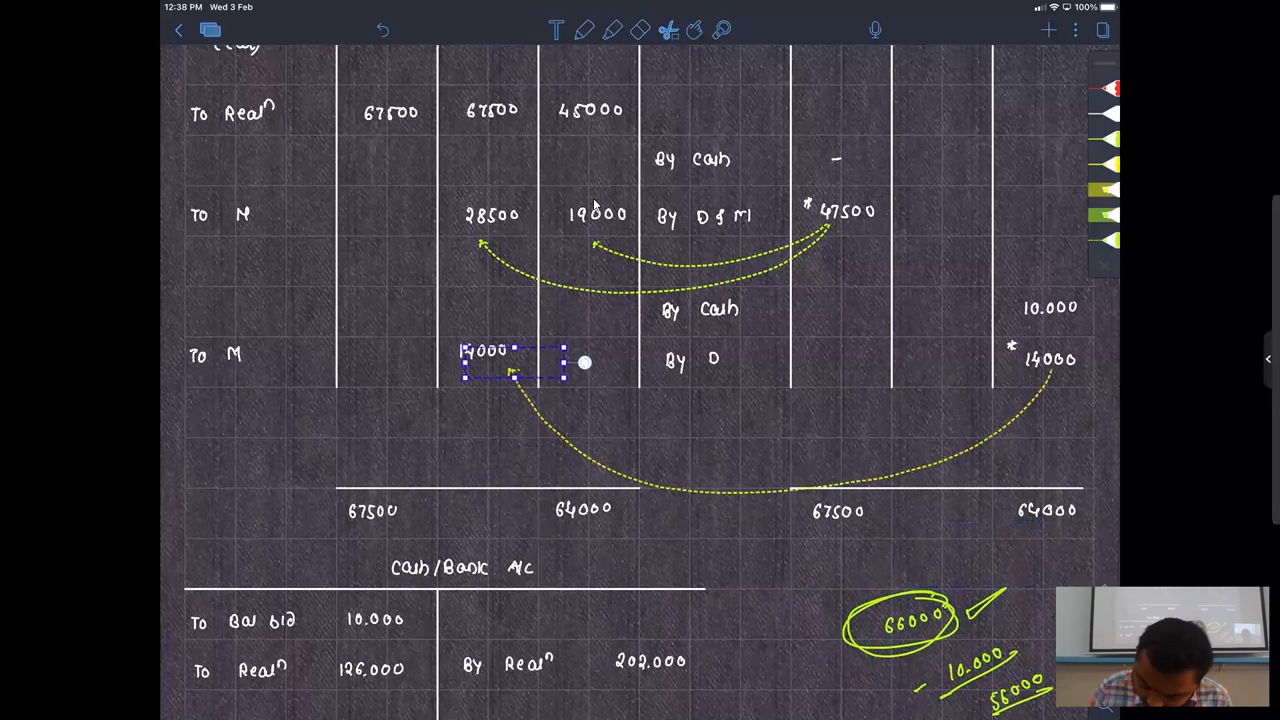 12:38 PM Wed 3 Feb
100%
To Realⁿ 67500 67500 45000
By Cash -
To M 28500 19000 By D & M * 47500
By Cash 10.000
To M 14000 By D * 14000
67500 64000 67500 64000
Cash/Bank A/C
To Bal b/d 10.000
To Realⁿ 126.000 By Realⁿ 202.000
66000
- 10.000
56000